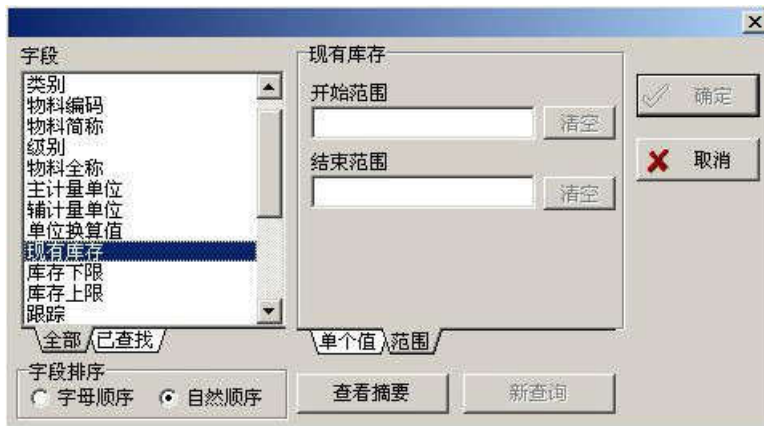 字段
类别
物料编码
物料简称
级别
物料全称
主计量单位
辅计量单位
单位换算值
现有库存
库存下限
库存上限
跟踪
全部
已查找
现有库存
开始范围
清空
结束范围
清空
单个值
范围
确定
取消
字段排序
字母顺序
自然顺序
查看摘要
新查询